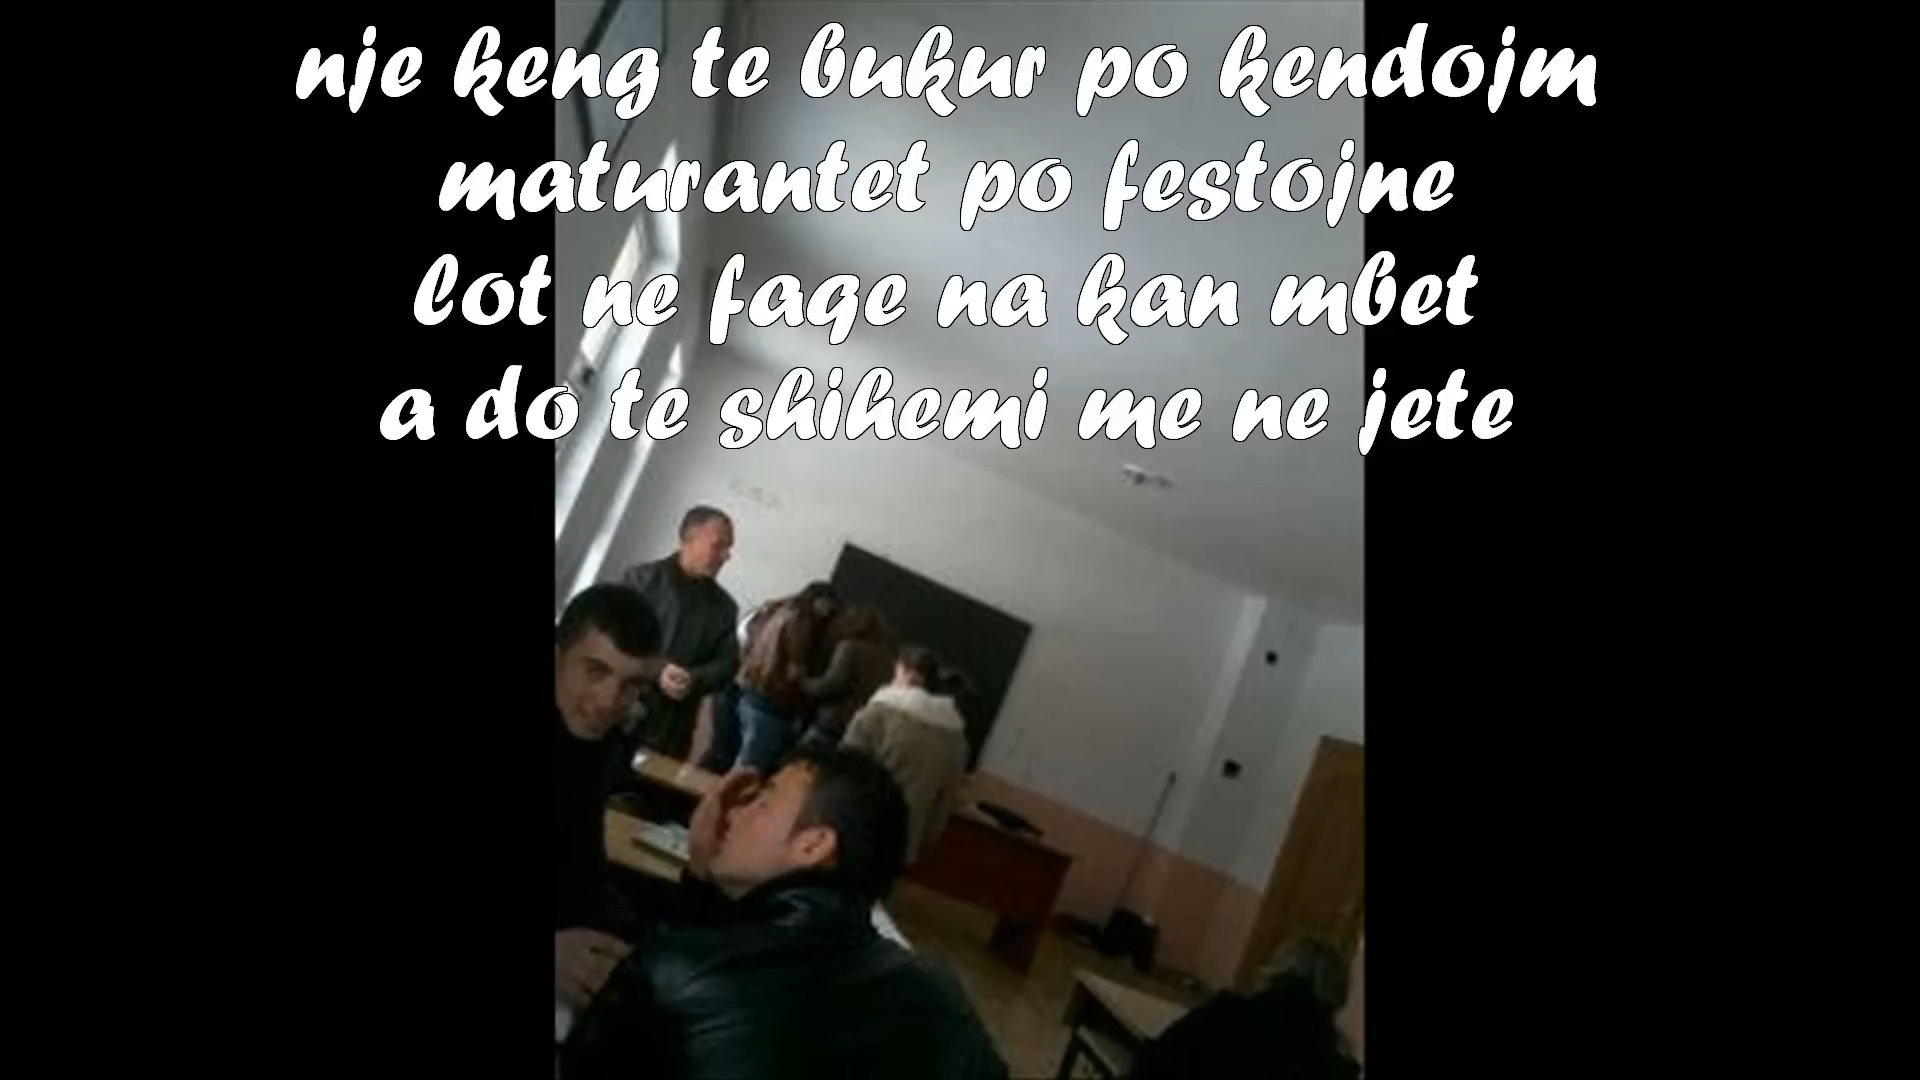 nje keng te bukur po kendojm
maturantet po festojne
lot ne faqe na kan mbet
a do te shihemi me ne jete